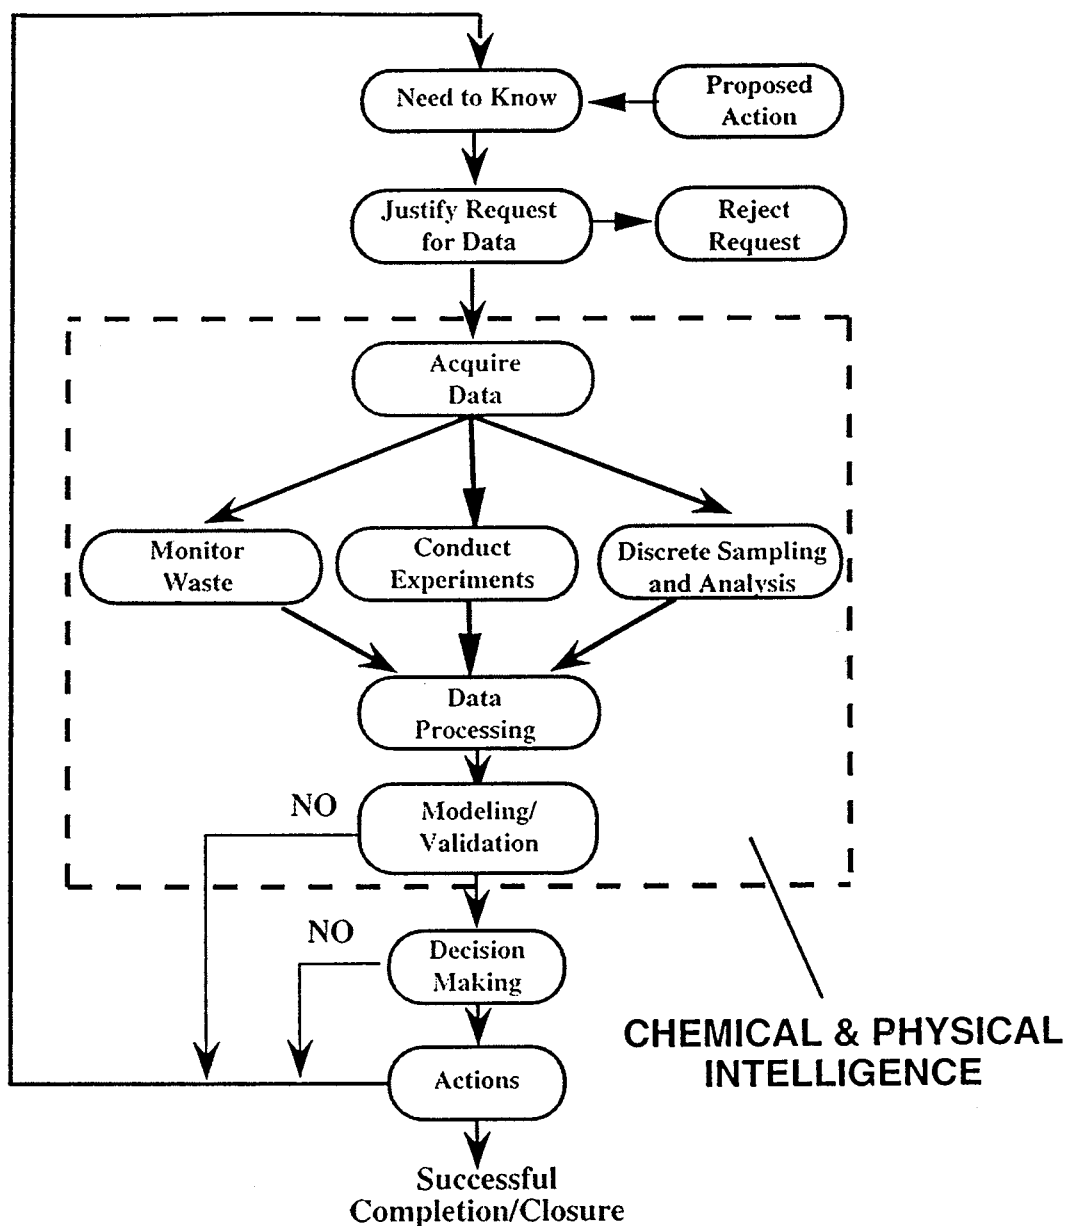 Need to Know
Proposed
Action
Justify Request
for Data
Reject
Request
Acquire
Data
Monitor
Waste
Conduct
Experiments
Discrete Sampling
and Analysis
Data
Processing
NO
Modeling/
Validation
NO
Decision
Making
CHEMICAL & PHYSICAL
INTELLIGENCE
Actions
Successful
Completion/Closure